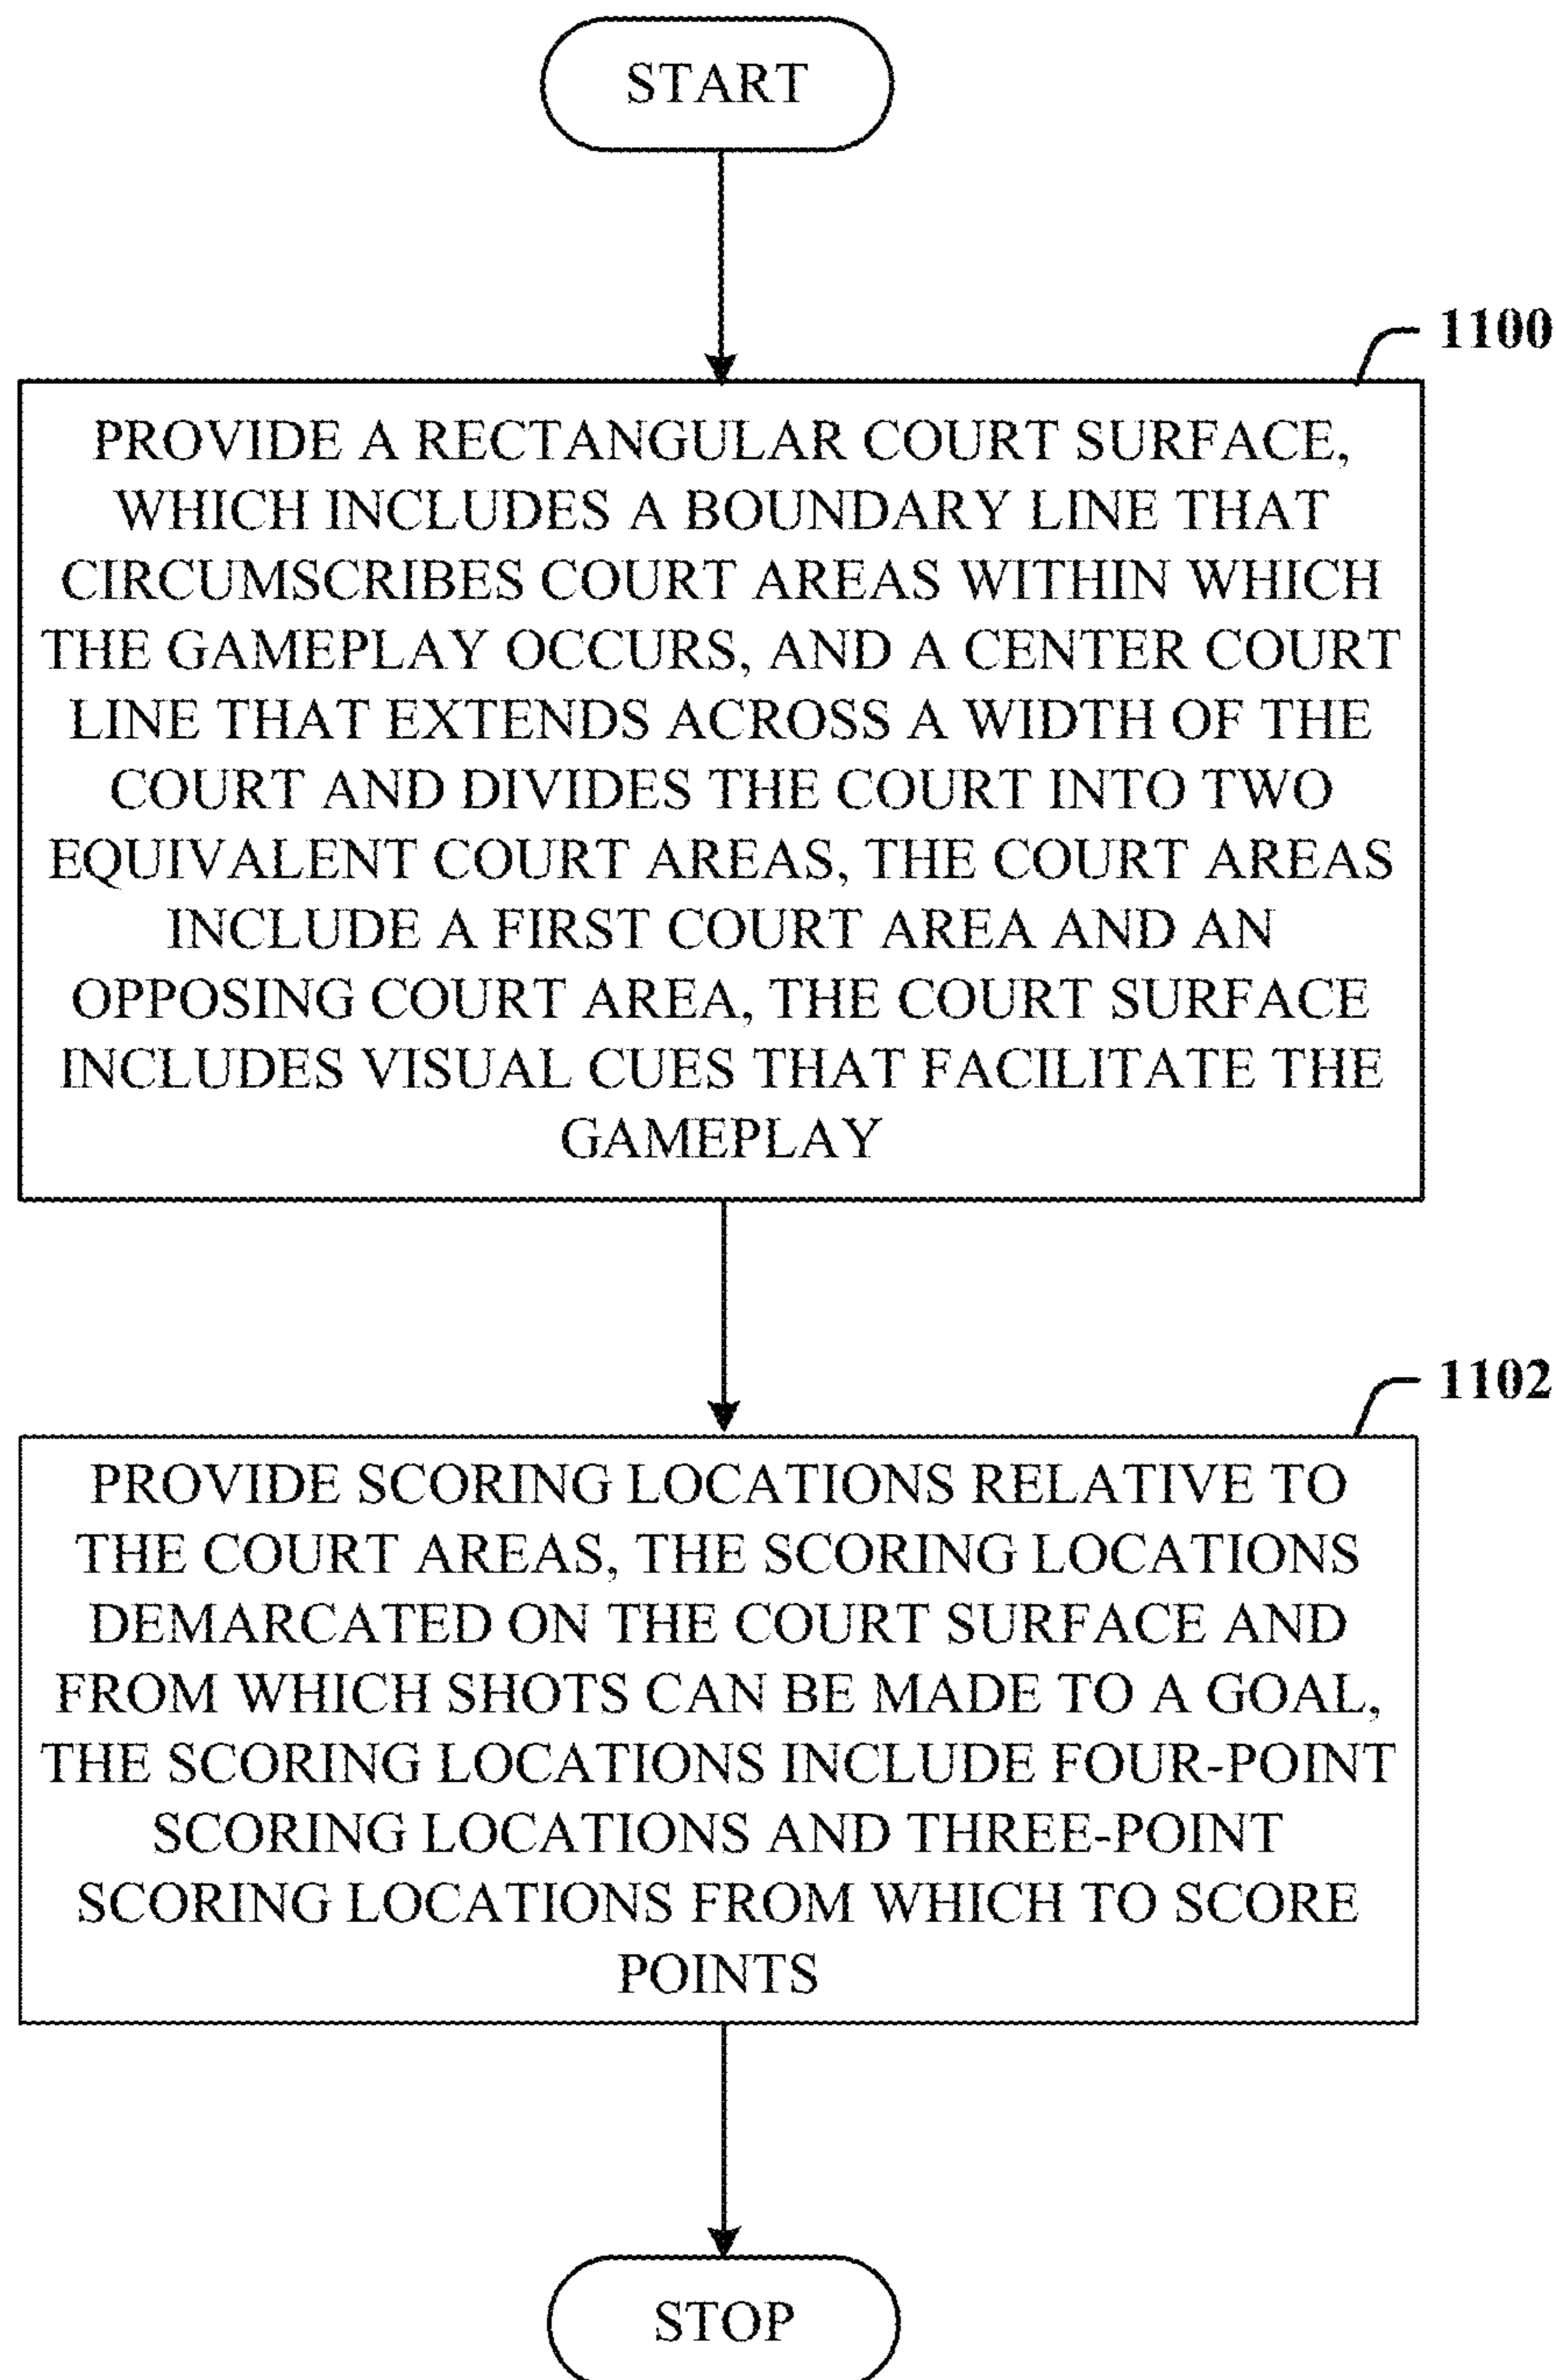 START
1100
PROVIDE A RECTANGULAR COURT SURFACE,
WHICH INCLUDES A BOUNDARY LINE THAT
CIRCUMSCRIBES COURT AREAS WITHIN WHICH
THE GAMEPLAY OCCURS, AND A CENTER COURT
LINE THAT EXTENDS ACROSS A WIDTH OF THE
COURT AND DIVIDES THE COURT INTO TWO
EQUIVALENT COURT AREAS, THE COURT AREAS
INCLUDE A FIRST COURT AREA AND AN
OPPOSING COURT AREA, THE COURT SURFACE
INCLUDES VISUAL CUES THAT FACILITATE THE
GAMEPLAY
1102
PROVIDE SCORING LOCATIONS RELATIVE TO
THE COURT AREAS, THE SCORING LOCATIONS
DEMARCATED ON THE COURT SURFACE AND
FROM WHICH SHOTS CAN BE MADE TO A GOAL,
THE SCORING LOCATIONS INCLUDE FOUR-POINT
SCORING LOCATIONS AND THREE-POINT
SCORING LOCATIONS FROM WHICH TO SCORE
POINTS
STOP